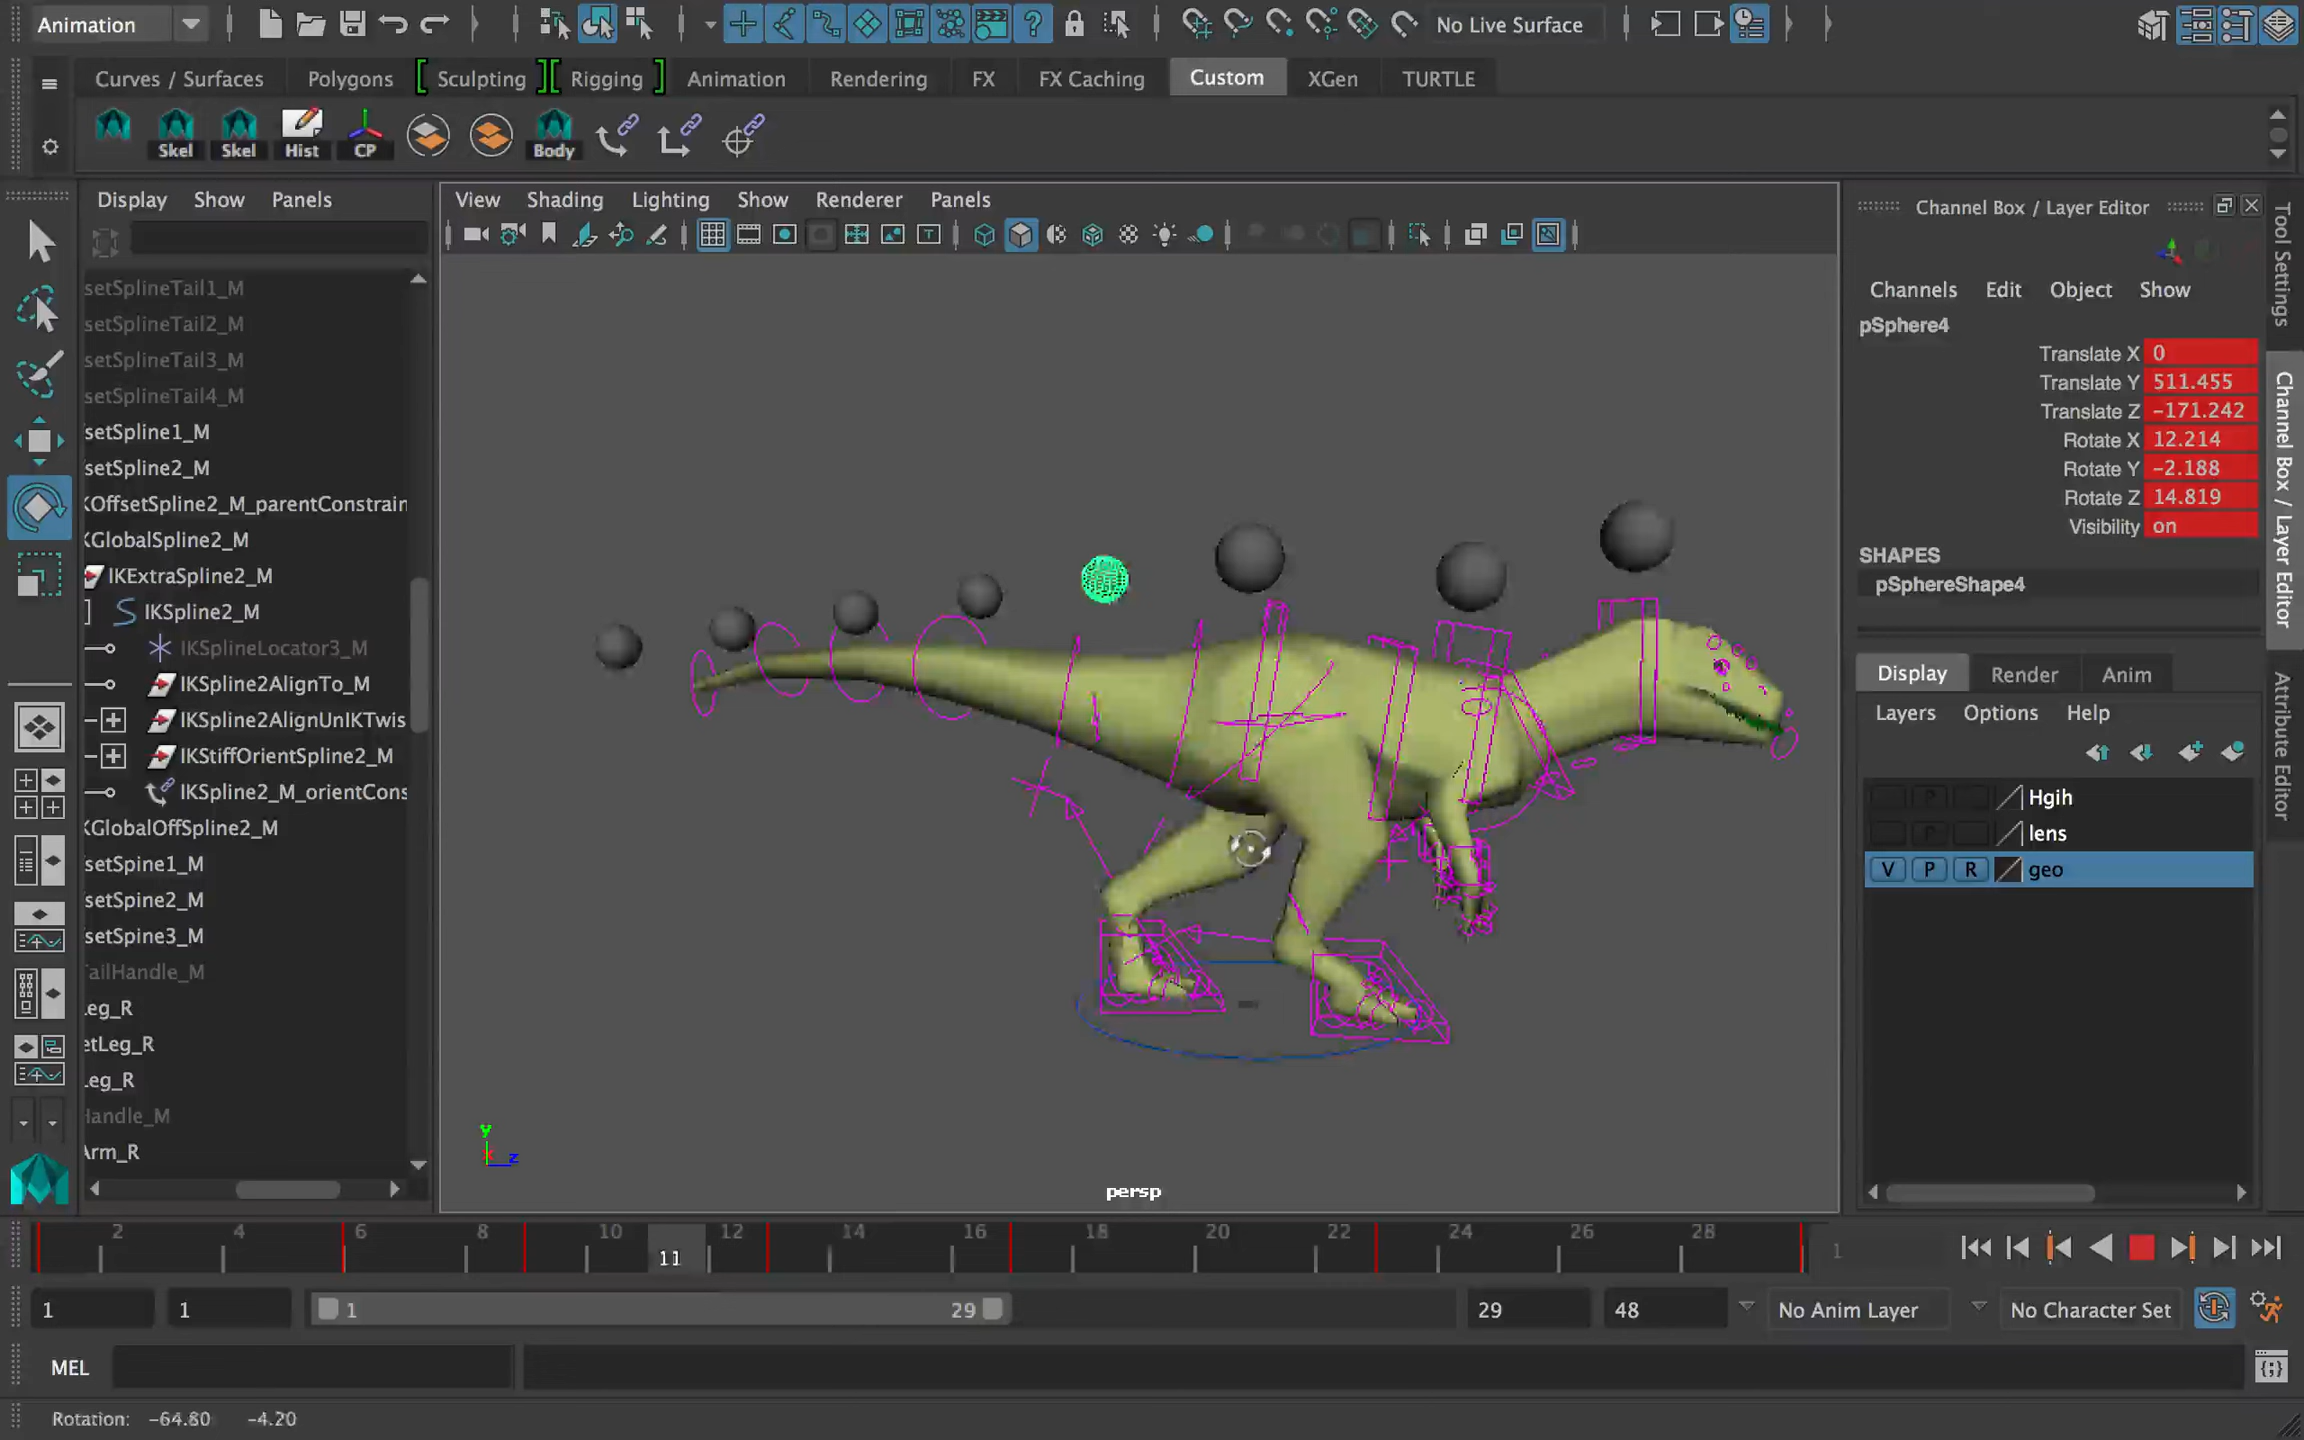 Animation
No Live Surface
Curves / Surfaces
Polygons
Sculpting
Rigging
Animation
Rendering
FX
FX Caching
Custom
XGen
TURTLE
Skel
Skel
Hist
CP
Body
Display
Show
Panels
setSplineTail1_M
setSplineTail2_M
setSplineTail3_M
setSplineTail4_M
setSpline1_M
setSpline2_M
KOffsetSpline2_M_parentConstrain
KGlobalSpline2_M
IKExtraSpline2_M
IKSpline2_M
IKSplineLocator3_M
IKSpline2AlignTo_M
IKSpline2AlignUnIKTwis
IKStiffOrientSpline2_M
IKSpline2_M_orientCons
KGlobalOffSpline2_M
setSpine1_M
setSpine2_M
setSpine3_M
TailHandle_M
Leg_R
etLeg_R
Leg_R
Handle_M
Arm_R
View
Shading
Lighting
Show
Renderer
Panels
y
x
z
persp
Channel Box / Layer Editor
Channels
Edit
Object
Show
pSphere4
Translate X 0
Translate Y 511.455
Translate Z -171.242
Rotate X 12.214
Rotate Y -2.188
Rotate Z 14.819
Visibility on
SHAPES
pSphereShape4
Display
Render
Anim
Layers
Options
Help
P Hgih
P lens
V P R geo
Tool Settings
Channel Box / Layer Editor
Attribute Editor
2 4 6 8 10 11 12 14 16 18 20 22 24 26 28
1
1
1
1
29
29
48
No Anim Layer
No Character Set
MEL
Rotation: -64.80 -4.20